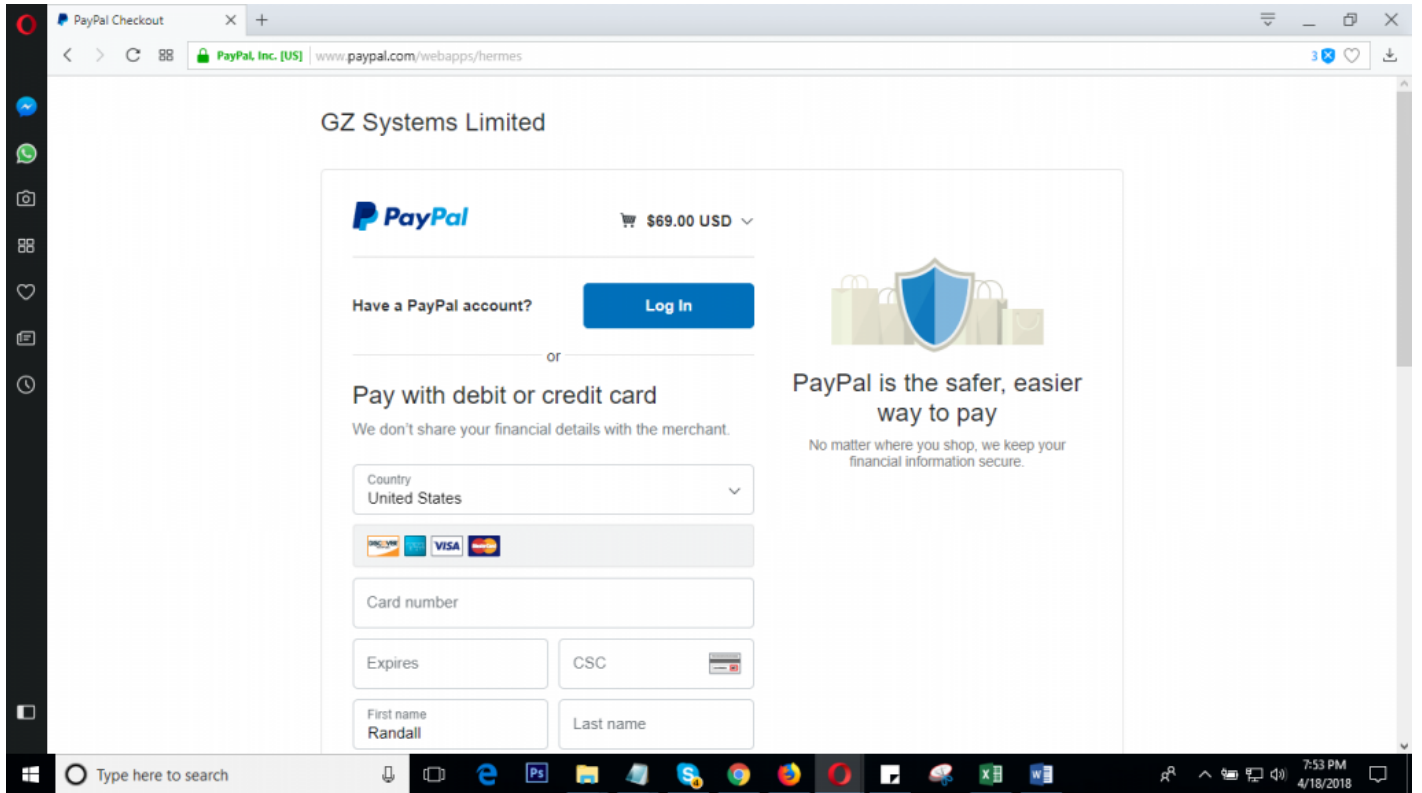 PayPal Checkout
PayPal, Inc. [US] www.paypal.com/webapps/hermes
3
GZ Systems Limited
PayPal
$69.00 USD
Have a PayPal account?
Log In
or
Pay with debit or credit card
We don't share your financial details with the merchant.
Country
United States
DISCOVER VISA MasterCard
Card number
Expires
CSC
First name
Randall
Last name
PayPal is the safer, easier
way to pay
No matter where you shop, we keep your
financial information secure.
Type here to search
Ps
7:53 PM
4/18/2018